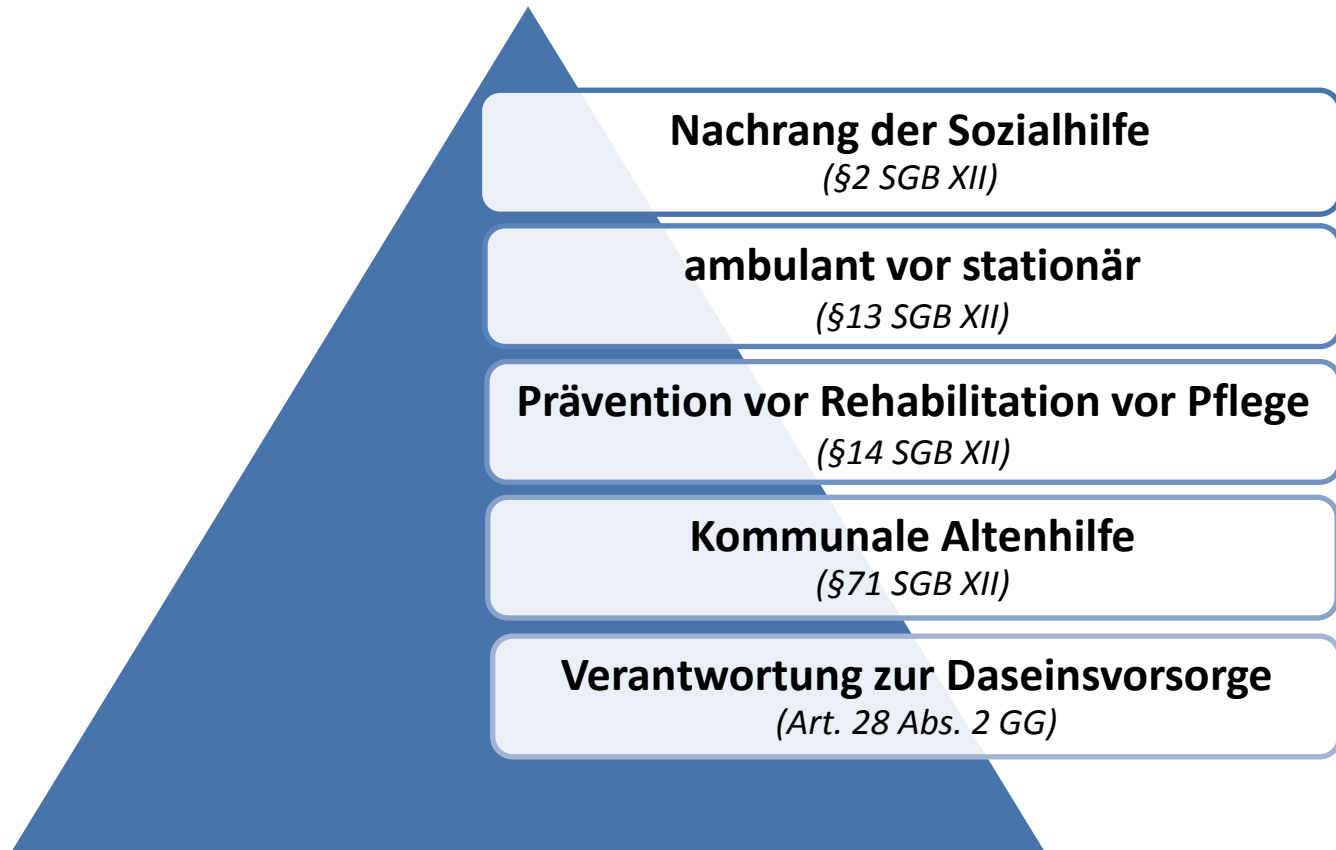 Nachrang der Sozialhilfe
(§2 SGB XII)
ambulant vor stationär
(§13 SGB XII)
Prävention vor Rehabilitation vor Pflege
(§14 SGB XII)
Kommunale Altenhilfe
(§71 SGB XII)
Verantwortung zur Daseinsvorsorge
(Art. 28 Abs. 2 GG)